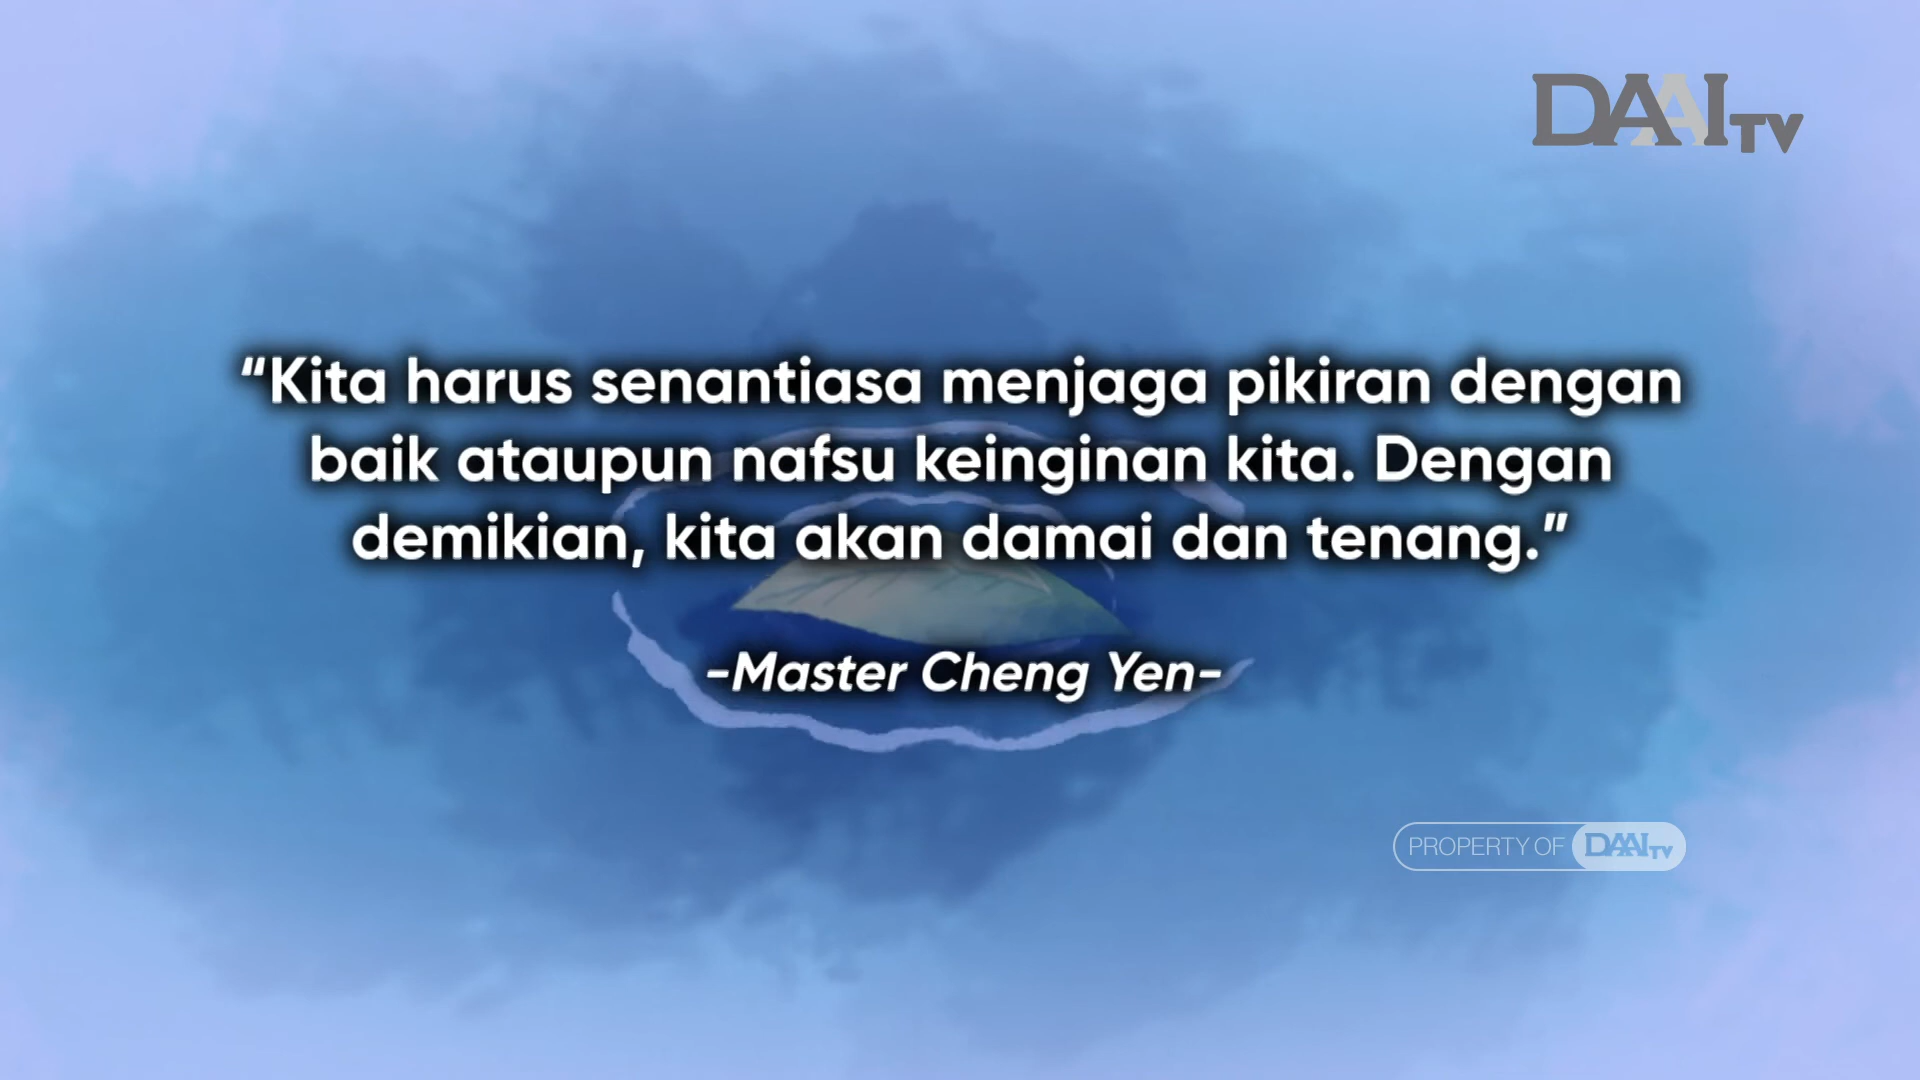 DAAI TV
“Kita harus senantiasa menjaga pikiran dengan
baik ataupun nafsu keinginan kita. Dengan
demikian, kita akan damai dan tenang.”
-Master Cheng Yen-
PROPERTY OF DAAI TV